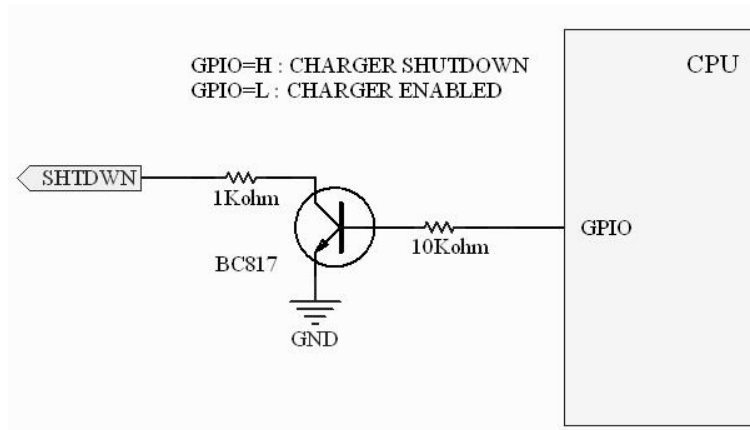 GPIO=H : CHARGER SHUTDOWN
GPIO=L : CHARGER ENABLED
CPU
SHTDWN
1Kohm
10Kohm
GPIO
BC817
GND